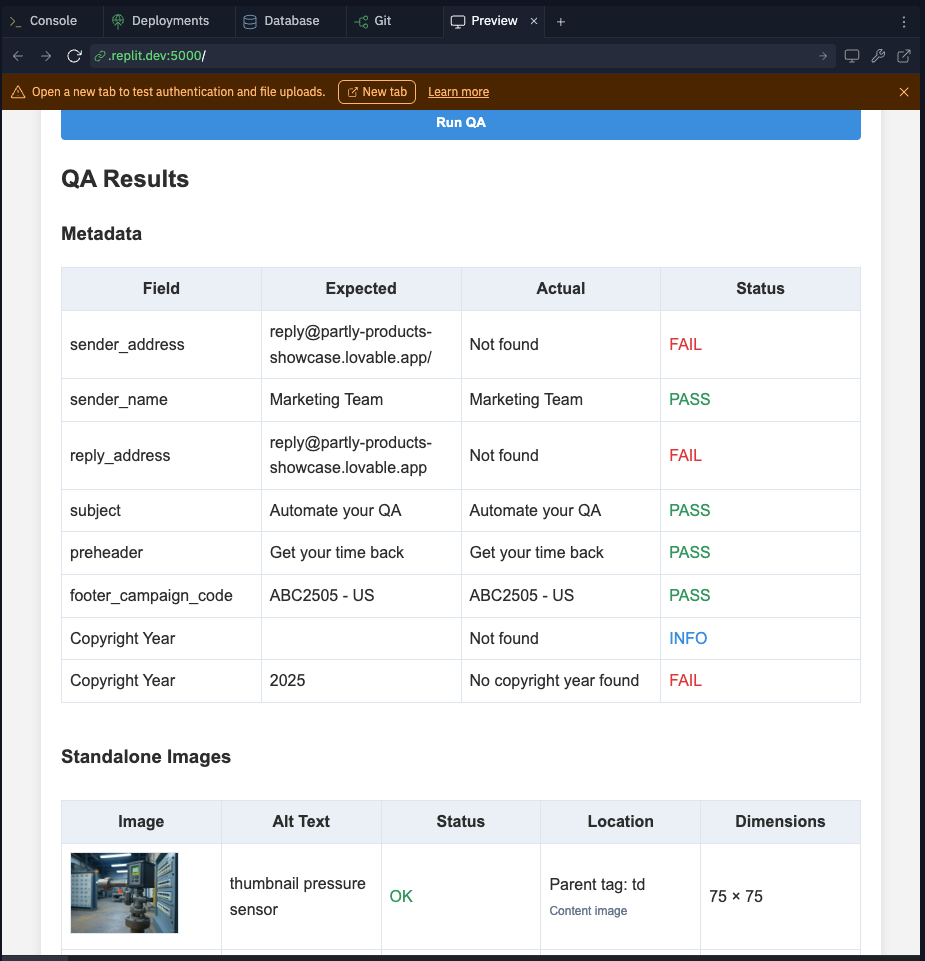 Console
Deployments
Database
Git
Preview
.replit.dev:5000/
Open a new tab to test authentication and file uploads.
New tab
Learn more
Run QA
QA Results
Metadata
Field Expected Actual Status
sender_address reply@partly-products-
showcase.lovable.app/ Not found FAIL
sender_name Marketing Team Marketing Team PASS
reply_address reply@partly-products-
showcase.lovable.app Not found FAIL
subject Automate your QA Automate your QA PASS
preheader Get your time back Get your time back PASS
footer_campaign_code ABC2505 - US ABC2505 - US PASS
Copyright Year Not found INFO
Copyright Year 2025 No copyright year found FAIL
Standalone Images
Image Alt Text Status Location Dimensions
thumbnail pressure
sensor OK Parent tag: td
Content image 75 × 75